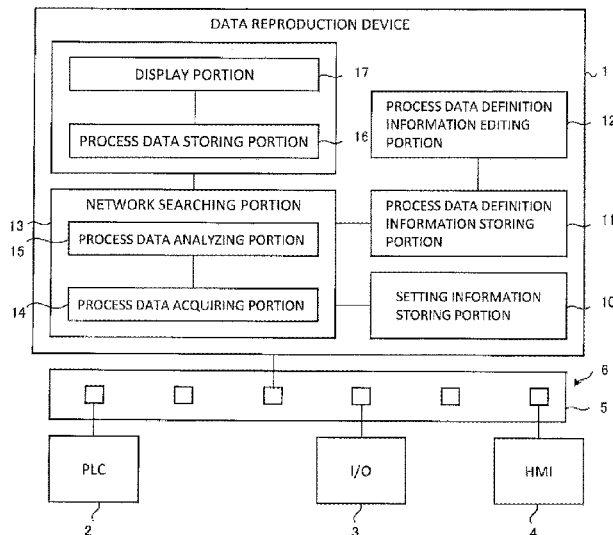 DATA REPRODUCTION DEVICE
DISPLAY PORTION
17
1
PROCESS DATA STORING PORTION
16
PROCESS DATA DEFINITION
INFORMATION EDITING
PORTION
12
NETWORK SEARCHING PORTION
13
PROCESS DATA ANALYZING PORTION
15
PROCESS DATA DEFINITION
INFORMATION STORING
PORTION
11
PROCESS DATA ACQUIRING PORTION
14
SETTING INFORMATION
STORING PORTION
10
6
5
PLC
I/O
HMI
2
3
4